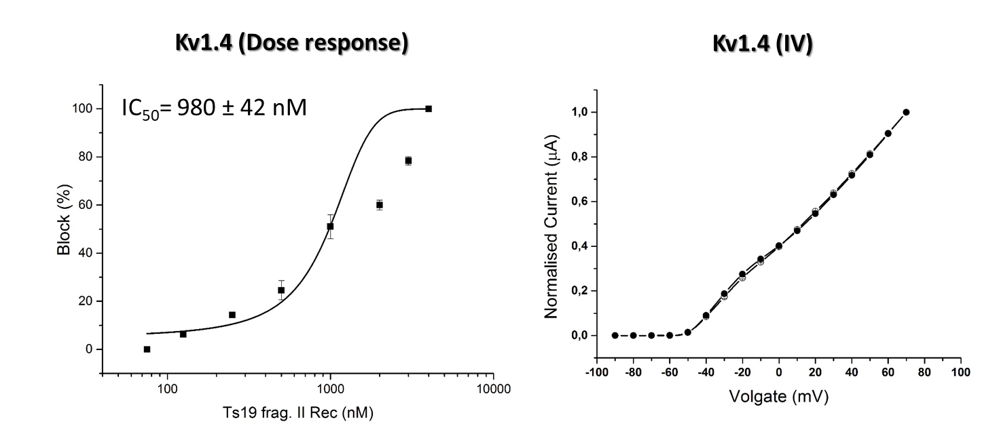 Kv1.4 (Dose response)
IC50= 980 ± 42 nM
100
80
60
40
20
0
Block (%)
100 1000 10000
Ts19 frag. II Rec (nM)
Kv1.4 (IV)
1,0
0,8
0,6
0,4
0,2
0,0
Normalised Current (μA)
-100 -80 -60 -40 -20 0 20 40 60 80 100
Volgate (mV)